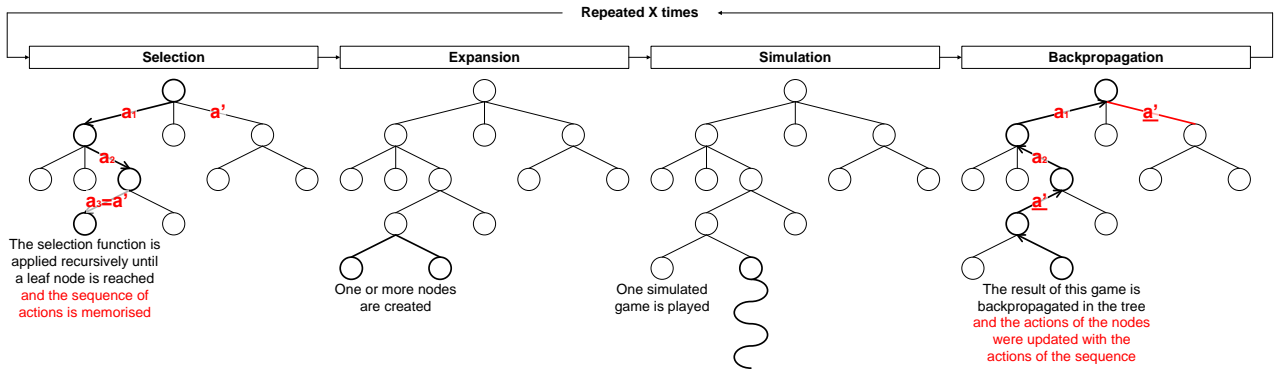 Repeated X times
Selection
Expansion
Simulation
Backpropagation
a₁
a'
a₂
a₃=a'
The selection function is
applied recursively until
a leaf node is reached
and the sequence of
actions is memorised
One or more nodes
are created
One simulated
game is played
a₁
a'
a₂
a'
The result of this game is
backpropagated in the tree
and the actions of the nodes
were updated with the
actions of the sequence